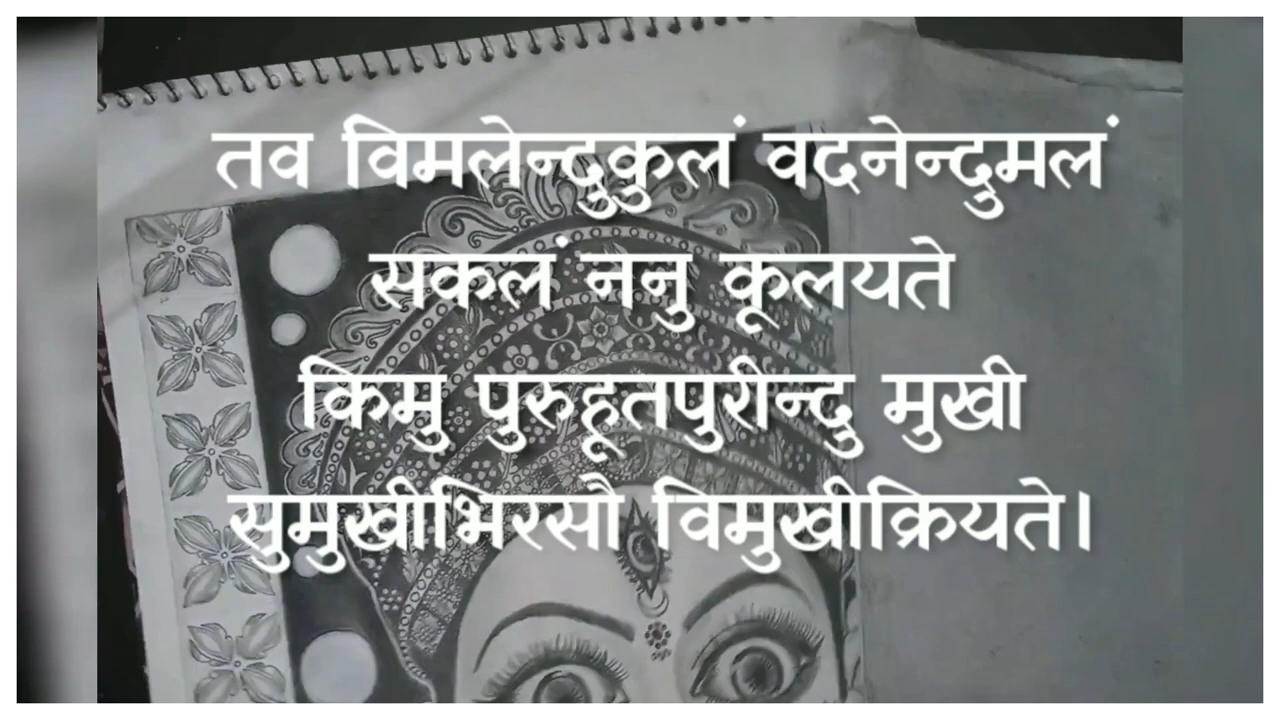 तव विमलेन्दुकुलं वदनेन्दुमलं
सकलं ननु कूलयते
किमु पुरुहूतपुरीन्दु मुखी
सुमुखीभिरसौ विमुखीक्रियते।